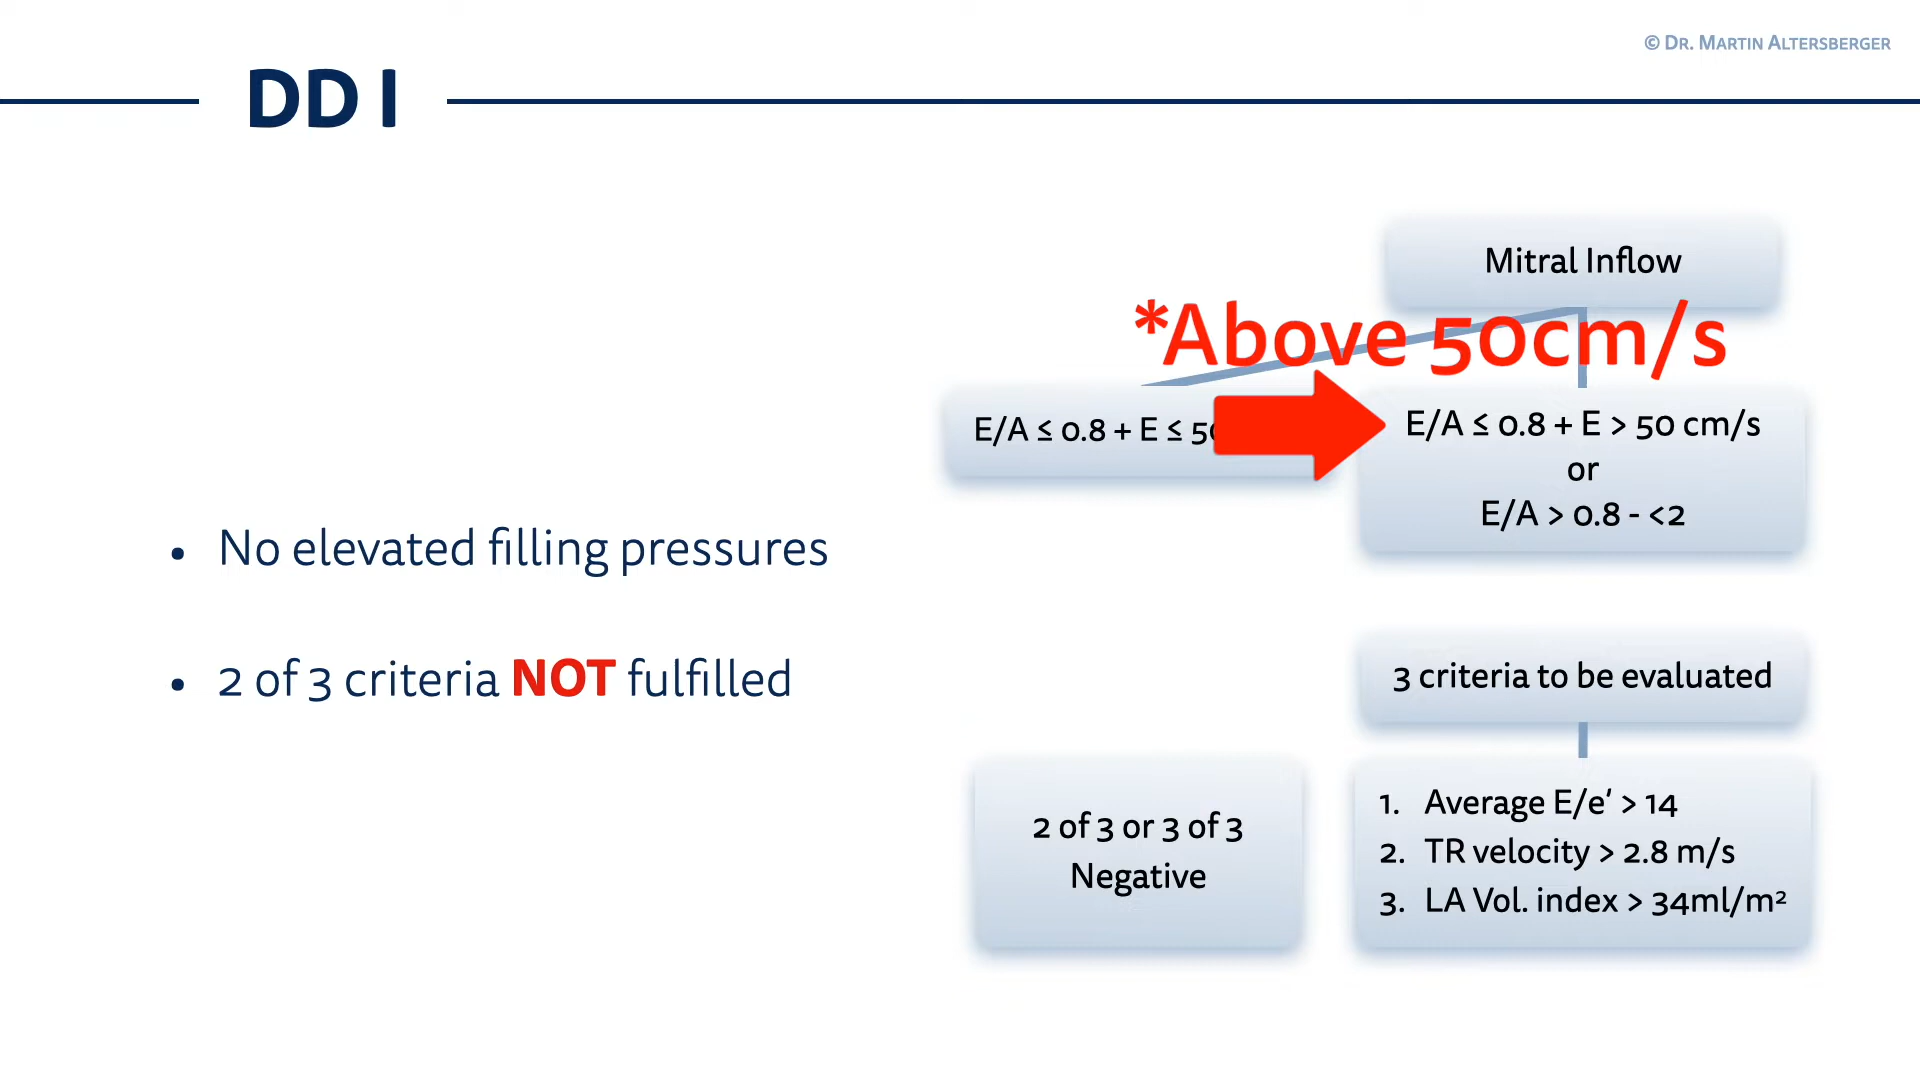 © DR. MARTIN ALTERSBERGER
DD I
• No elevated filling pressures
• 2 of 3 criteria NOT fulfilled
Mitral Inflow
*Above 50cm/s
E/A ≤ 0.8 + E ≤
E/A ≤ 0.8 + E > 50 cm/s
or
E/A > 0.8 - <2
3 criteria to be evaluated
2 of 3 or 3 of 3
Negative
1. Average E/e' > 14
2. TR velocity > 2.8 m/s
3. LA Vol. index > 34ml/m²